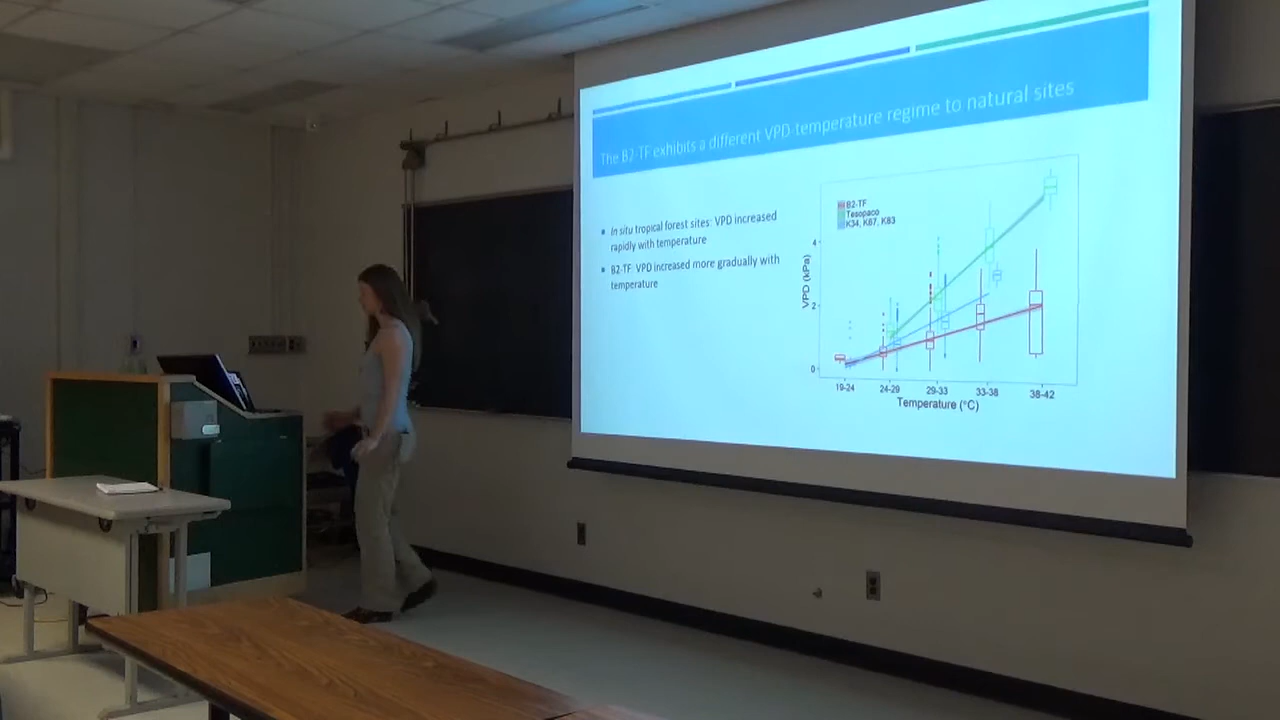 The B2-TF exhibits a different VPD-temperature regime to natural sites
• In situ tropical forest sites: VPD increased
rapidly with temperature
• B2-TF: VPD increased more gradually with
temperature
B2-TF
Tesopaco
K34, K67, K83
VPD (kPa)
4
2
0
19-24
24-29
29-33
33-38
38-42
Temperature (°C)